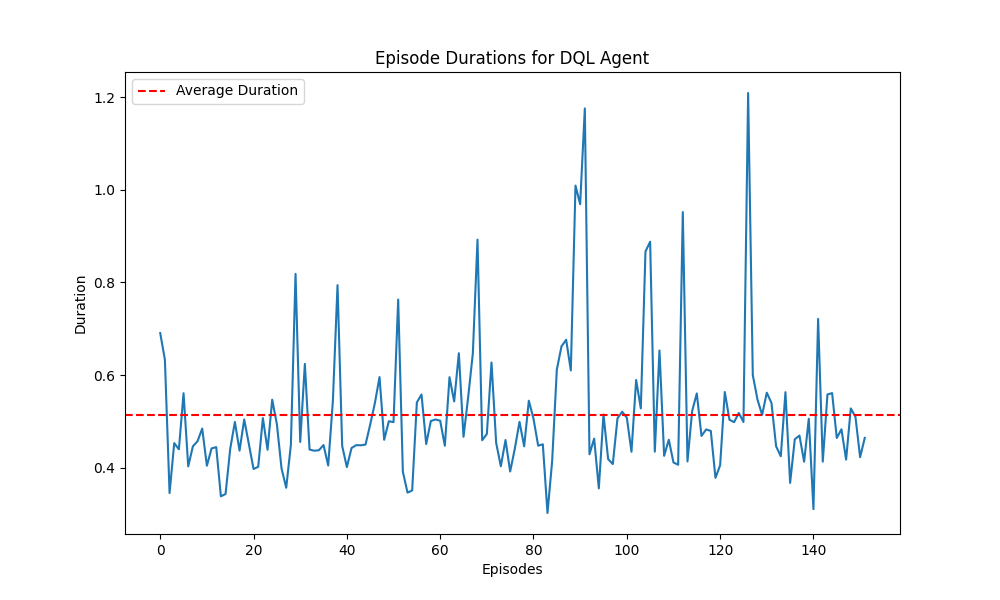 Episode Durations for DQL Agent
Average Duration
1.2
1.0
0.8
0.6
0.4
Duration
0 20 40 60 80 100 120 140
Episodes